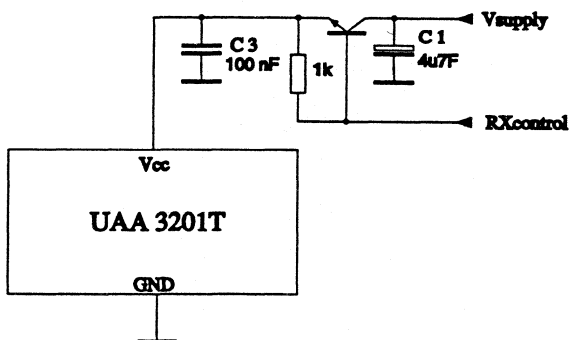 C 3
100 nF
1k
C 1
4u7F
Vsupply
RXcontrol
Vcc
UAA 3201T
GND